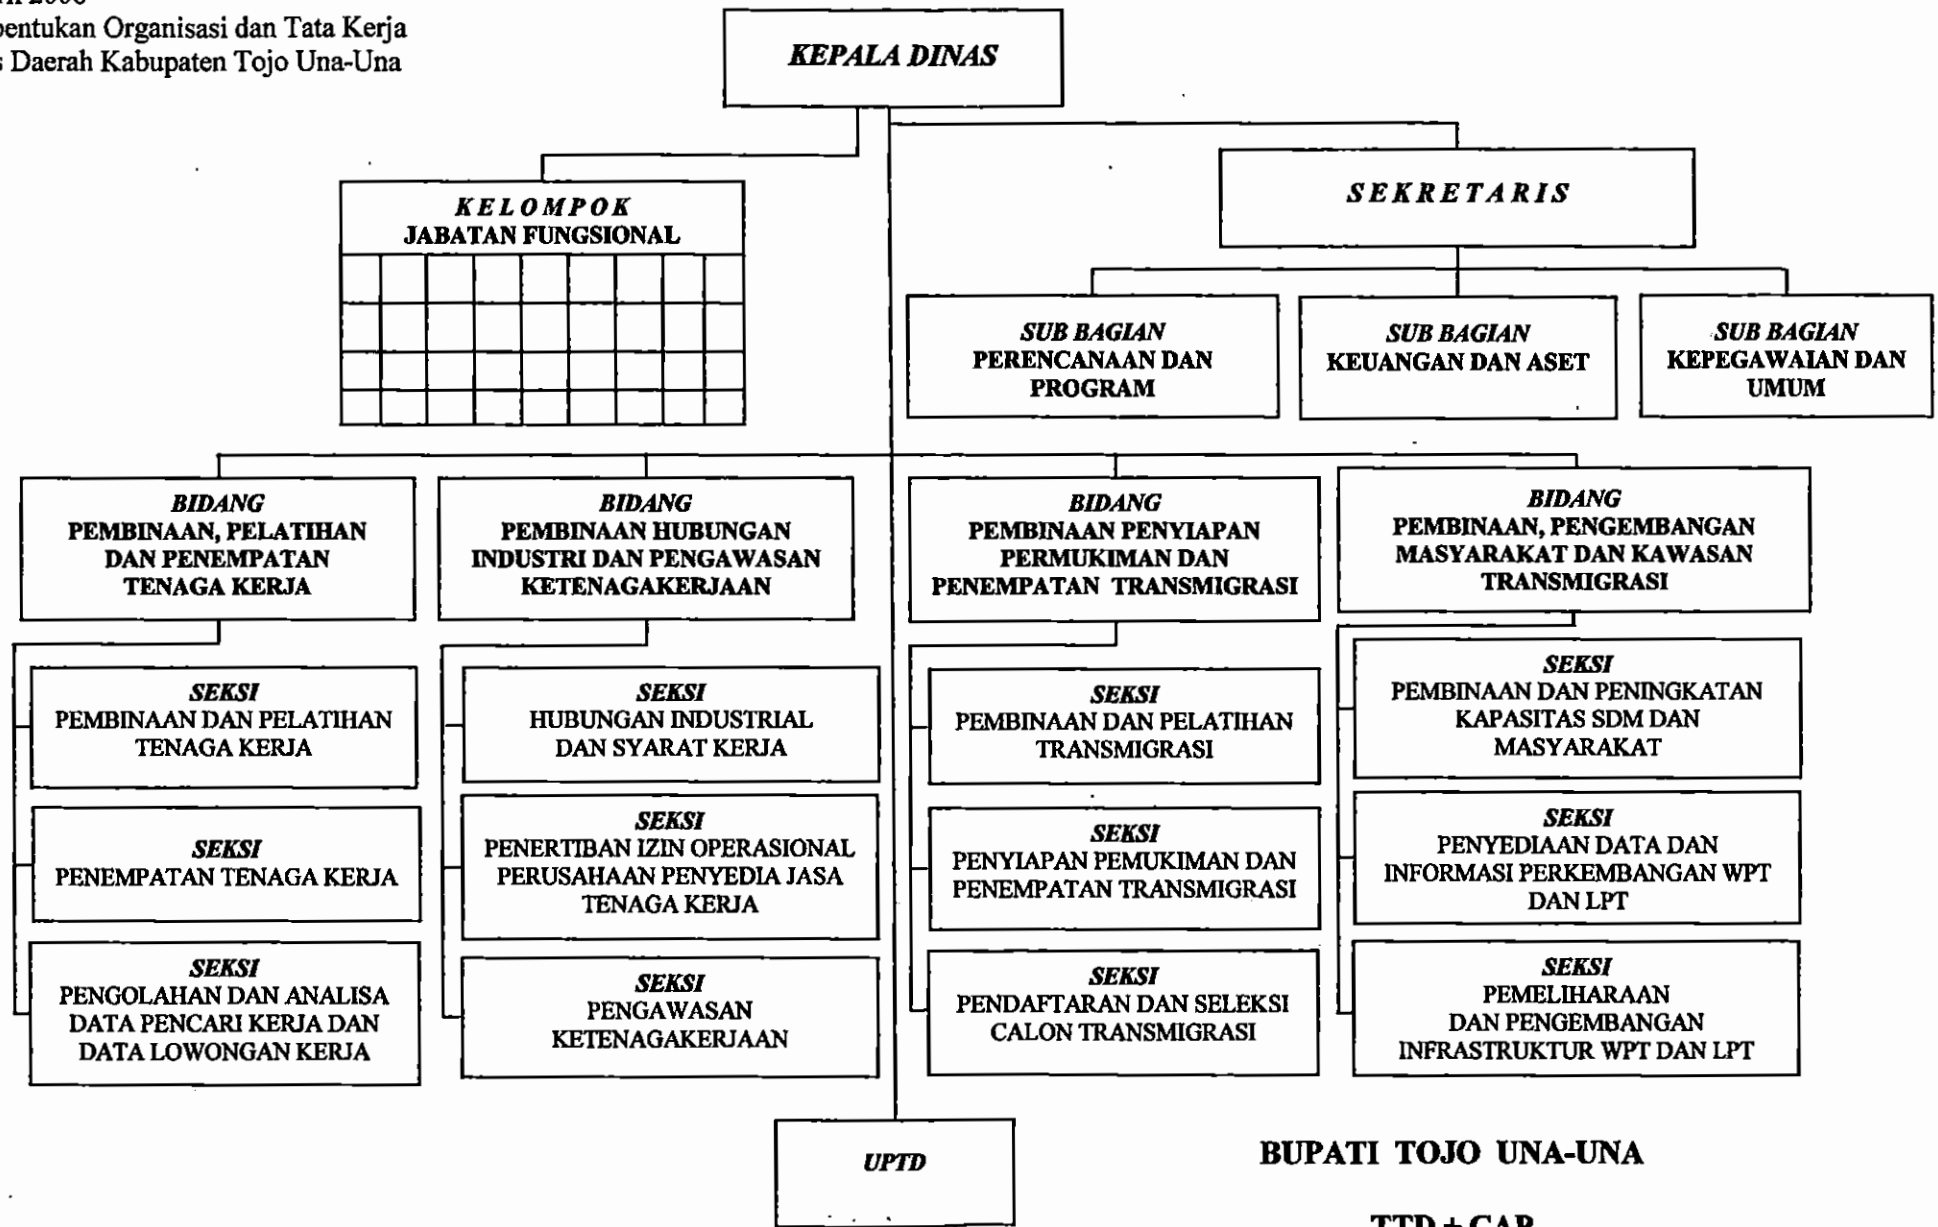 Organisasi dan Tata Kerja
Daerah Kabupaten Tojo Una-Una
KEPALA DINAS
KELOMPOK
JABATAN FUNGSIONAL
SEKRETARIS
SUB BAGIAN
PERENCANAAN DAN
PROGRAM
SUB BAGIAN
KEUANGAN DAN ASET
SUB BAGIAN
KEPEGAWAIAN DAN
UMUM
BIDANG
PEMBINAAN, PELATIHAN
DAN PENEMPATAN
TENAGA KERJA
SEKSI
PEMBINAAN DAN PELATIHAN
TENAGA KERJA
SEKSI
PENEMPATAN TENAGA KERJA
SEKSI
PENGOLAHAN DAN ANALISA
DATA PENCARI KERJA DAN
DATA LOWONGAN KERJA
BIDANG
PEMBINAAN HUBUNGAN
INDUSTRI DAN PENGAWASAN
KETENAGAKERJAAN
SEKSI
HUBUNGAN INDUSTRIAL
DAN SYARAT KERJA
SEKSI
PENERTIBAN IZIN OPERASIONAL
PERUSAHAAN PENYEDIA JASA
TENAGA KERJA
SEKSI
PENGAWASAN
KETENAGAKERJAAN
BIDANG
PEMBINAAN PENYIAPAN
PERMUKIMAN DAN
PENEMPATAN TRANSMIGRASI
SEKSI
PEMBINAAN DAN PELATIHAN
TRANSMIGRASI
SEKSI
PENYIAPAN PEMUKIMAN DAN
PENEMPATAN TRANSMIGRASI
SEKSI
PENDAFTARAN DAN SELEKSI
CALON TRANSMIGRASI
BIDANG
PEMBINAAN, PENGEMBANGAN
MASYARAKAT DAN KAWASAN
TRANSMIGRASI
SEKSI
PEMBINAAN DAN PENINGKATAN
KAPASITAS SDM DAN
MASYARAKAT
SEKSI
PENYEDIAAN DATA DAN
INFORMASI PERKEMBANGAN WPT
DAN LPT
SEKSI
PEMELIHARAAN
DAN PENGEMBANGAN
INFRASTRUKTUR WPT DAN LPT
UPTD
BUPATI TOJO UNA-UNA
TTD + CAP